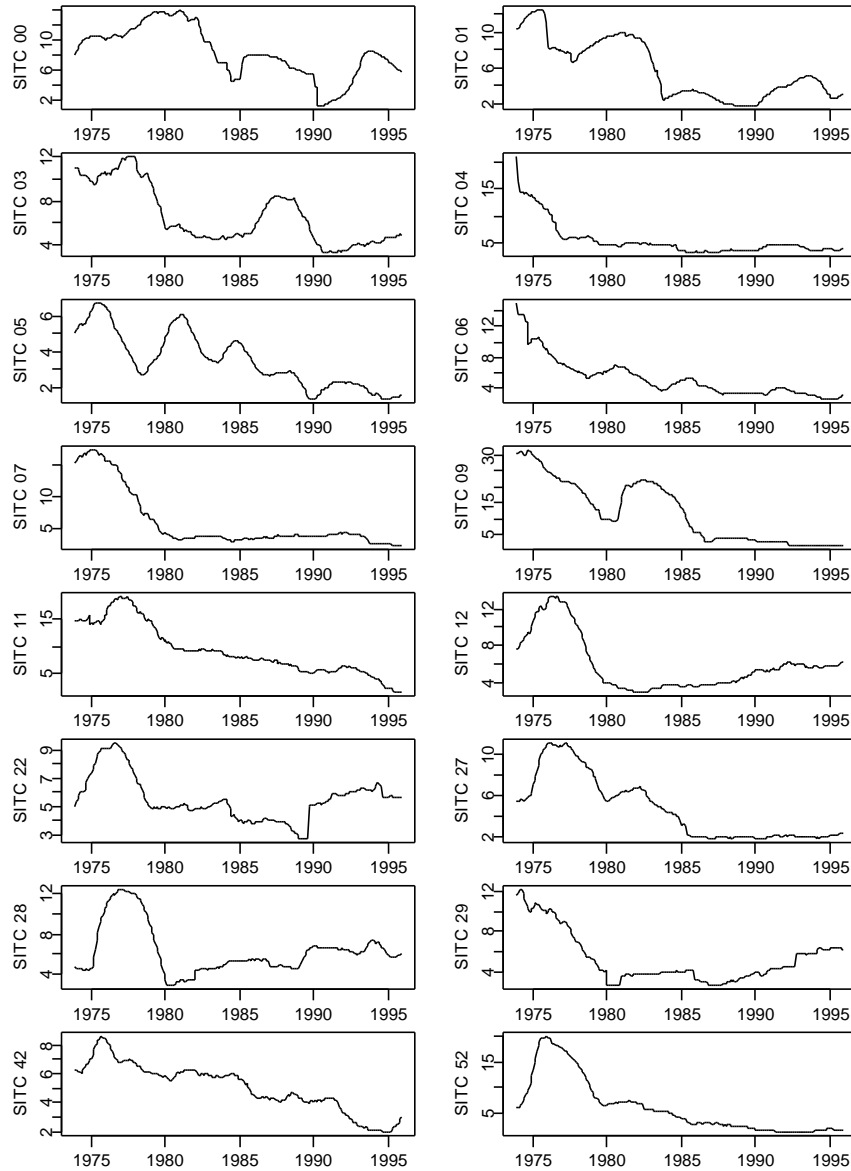 SITC 00
2 6 10
1975 1980 1985 1990 1995
SITC 01
2 6 10
1975 1980 1985 1990 1995
SITC 03
4 8 12
1975 1980 1985 1990 1995
SITC 04
5 15
1975 1980 1985 1990 1995
SITC 05
2 4 6
1975 1980 1985 1990 1995
SITC 06
4 8 12
1975 1980 1985 1990 1995
SITC 07
5 10
1975 1980 1985 1990 1995
SITC 09
5 15 30
1975 1980 1985 1990 1995
SITC 11
5 15
1975 1980 1985 1990 1995
SITC 12
4 8 12
1975 1980 1985 1990 1995
SITC 22
3 5 7 9
1975 1980 1985 1990 1995
SITC 27
2 6 10
1975 1980 1985 1990 1995
SITC 28
4 8 12
1975 1980 1985 1990 1995
SITC 29
4 8 12
1975 1980 1985 1990 1995
SITC 42
2 4 6 8
1975 1980 1985 1990 1995
SITC 52
5 15
1975 1980 1985 1990 1995